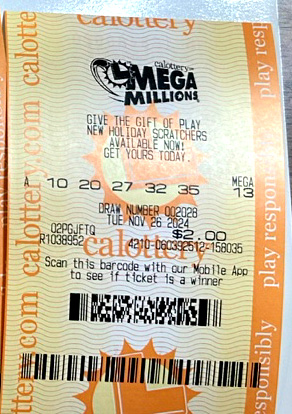 calottery
MEGA
MILLIONS
GIVE THE GIFT OF PLAY
NEW HOLIDAY SCRATCHERS
AVAILABLE NOW!
GET YOURS TODAY.
A 10 20 27 32 35 MEGA 13
DRAW NUMBER 002028
TUE NOV 26 2024
02PGJFTQ $2.00
R1038952 4210-060392512-158035
calottery
Scan this barcode with our Mobile App
to see if ticket is a winner
calottery.com
play responsibly